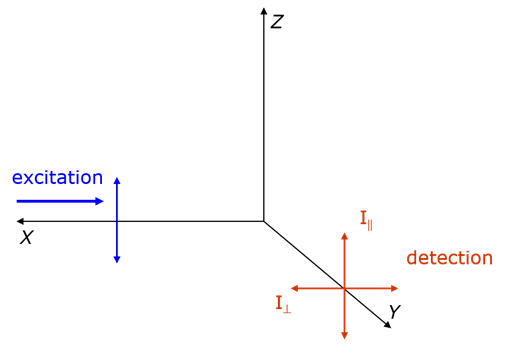 Z
excitation
X
I∥
detection
I⊥
Y